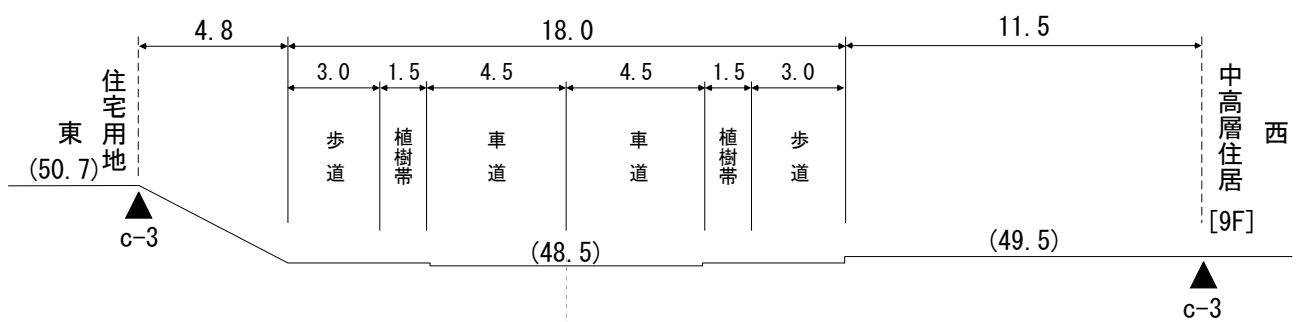 4.8
18.0
11.5
3.0
1.5
4.5
4.5
1.5
3.0
東
住宅用地
歩道
植樹帯
車道
車道
植樹帯
歩道
中高層住居
[9F]
西
(50.7)
(48.5)
(49.5)
c-3
c-3